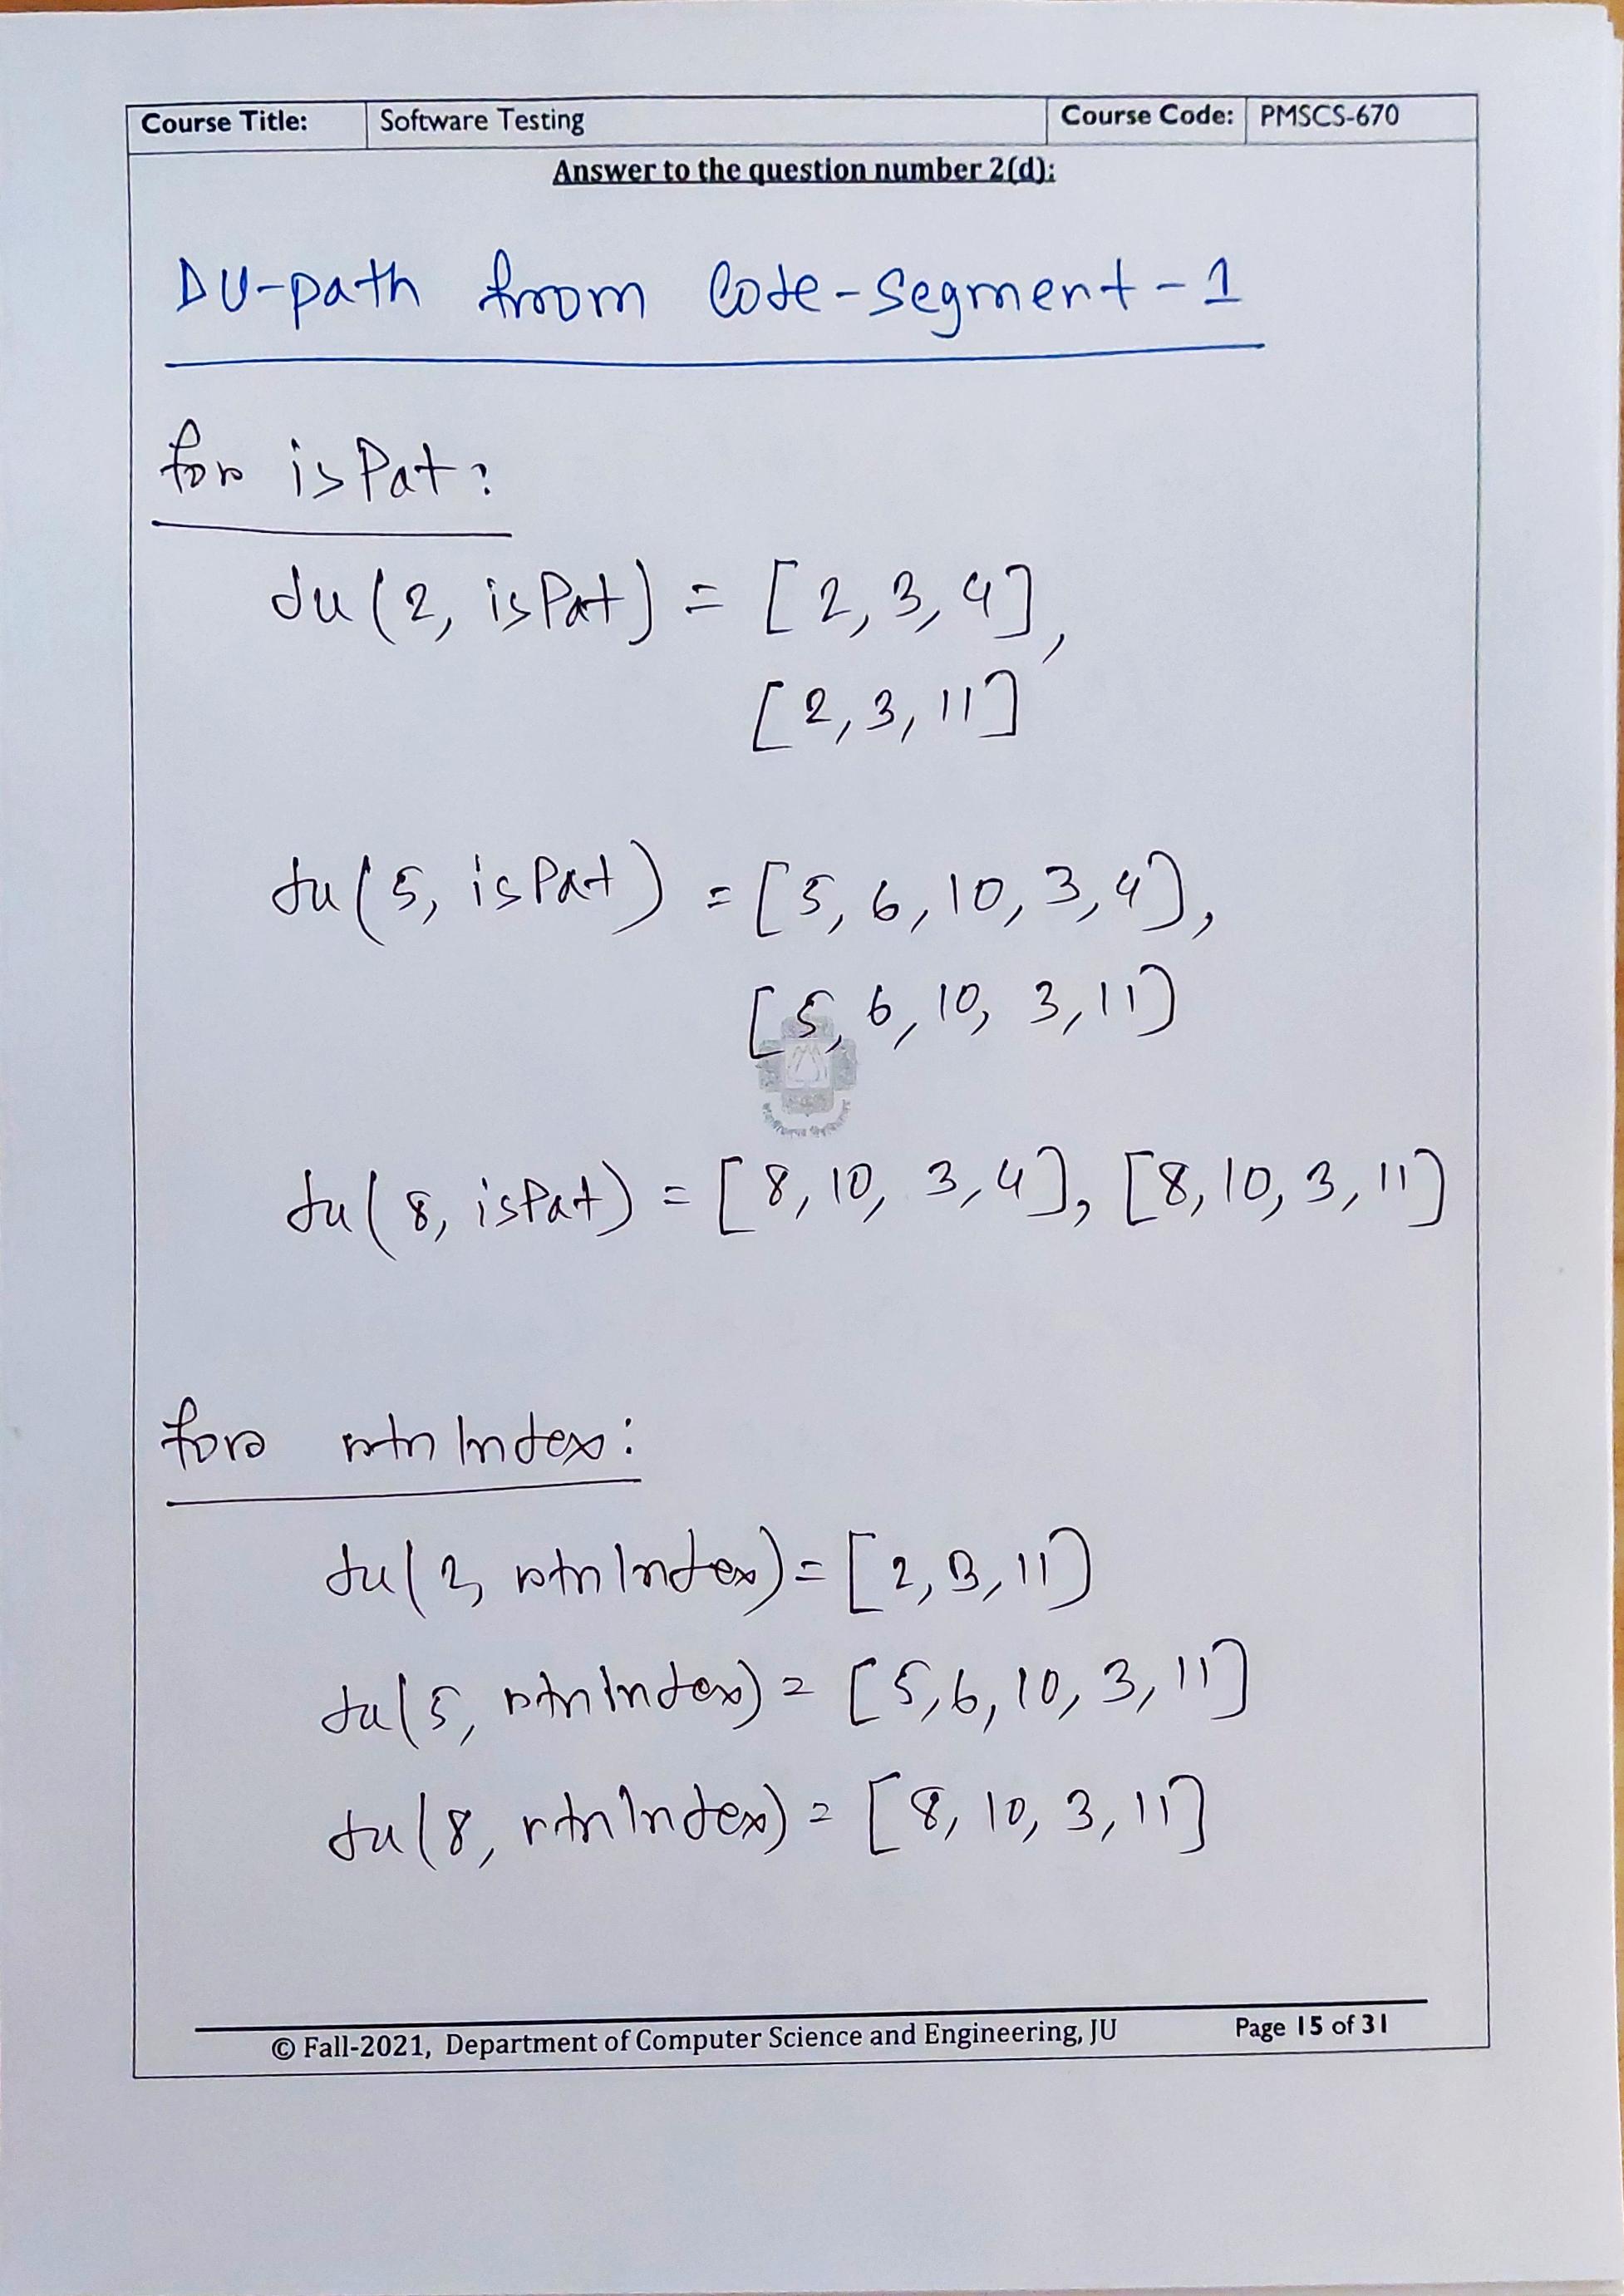 Course Title: Software Testing Course Code: PMSCS-670
Answer to the question number 2(d):
DU-path from Code-Segment-1
for isPat:
du(2, isPat) = [2, 3, 4],
[2, 3, 11]
du(5, isPat) = [5, 6, 10, 3, 4],
[5, 6, 10, 3, 11]
du(8, isPat) = [8, 10, 3, 4], [8, 10, 3, 11]
for rtnIndex:
du(2, rtnIndex) = [2, 3, 11]
du(5, rtnIndex) = [5, 6, 10, 3, 11]
du(8, rtnIndex) = [8, 10, 3, 11]
© Fall-2021, Department of Computer Science and Engineering, JU Page 15 of 31